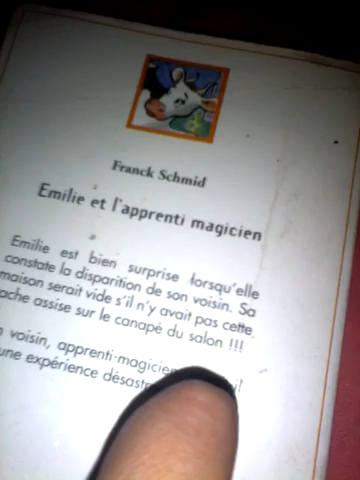 Franck Schmid
Emilie et l'apprenti magicien
Emilie est bien surprise lorsqu'elle
constate la disparition de son voisin. Sa
maison serait vide s'il n'y avait pas cette
ache assise sur le canapé du salon !!!
voisin, apprenti-magicien
une expérience